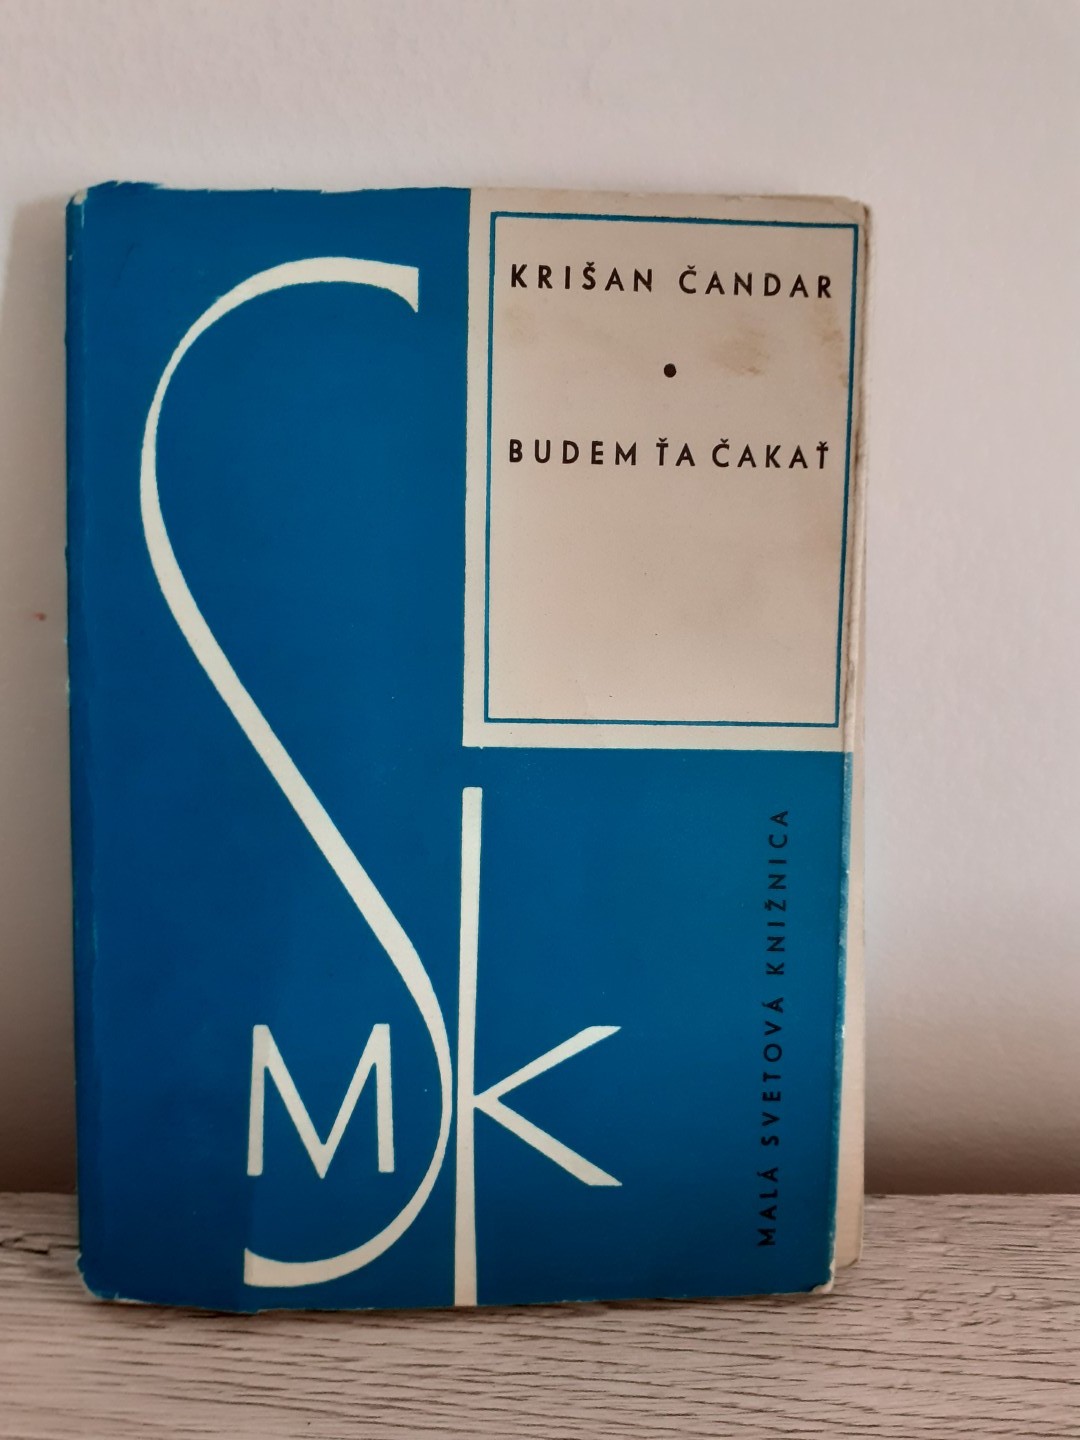 KRIŠAN ČANDAR
•
BUDEM ŤA ČAKAŤ
SMK
MALÁ SVETOVÁ KNIŽNICA